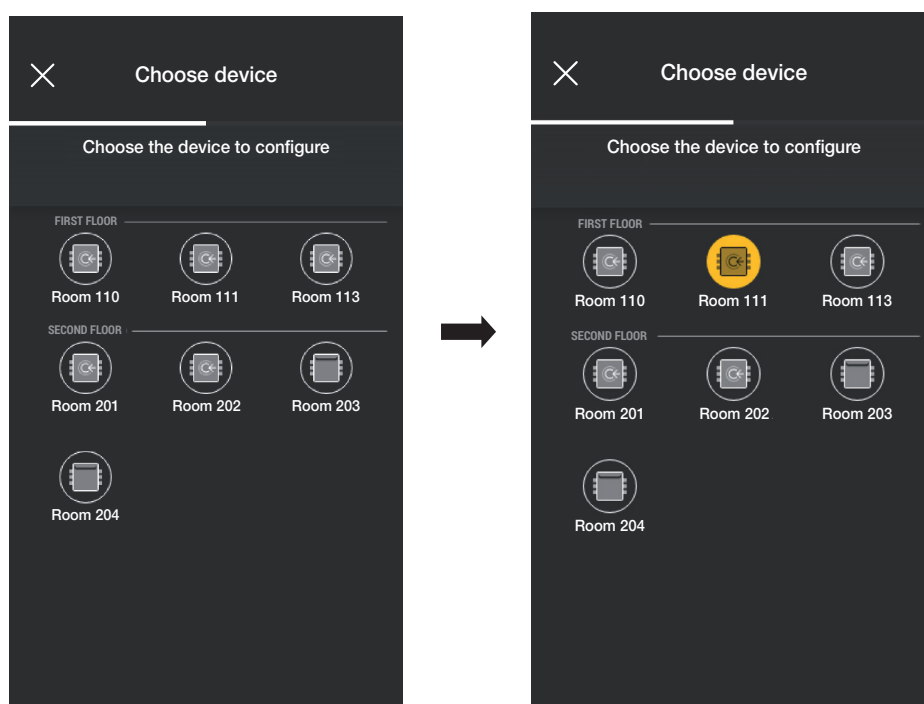 Choose device
Choose the device to configure
FIRST FLOOR
Room 110 Room 111 Room 113
SECOND FLOOR
Room 201 Room 202 Room 203
Room 204
Choose device
Choose the device to configure
FIRST FLOOR
Room 110 Room 111 Room 113
SECOND FLOOR
Room 201 Room 202 Room 203
Room 204